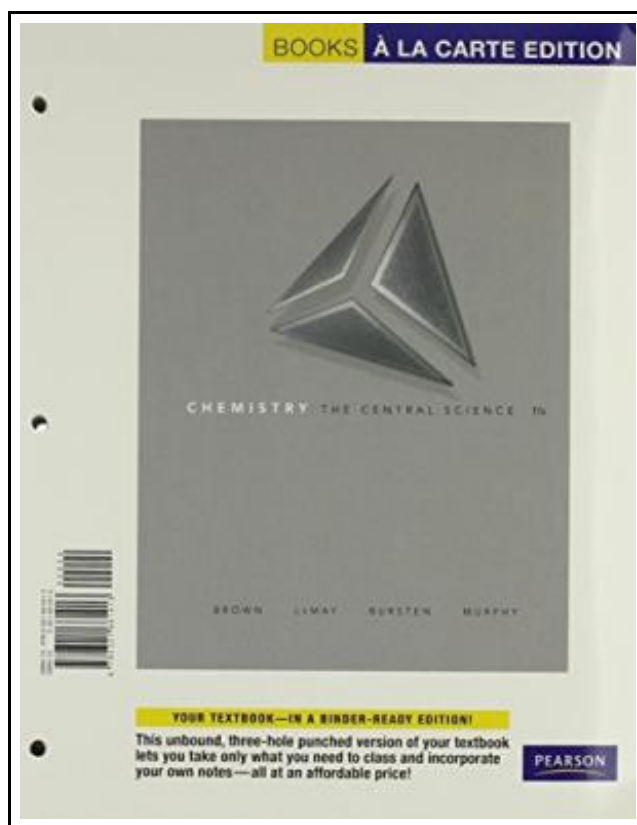 BOOKS À LA CARTE EDITION
CHEMISTRY THE CENTRAL SCIENCE 11e
BROWN LEMAY BURSTEN MURPHY
YOUR TEXTBOOK—IN A BINDER-READY EDITION!
This unbound, three-hole punched version of your textbook
lets you take only what you need to class and incorporate
your own notes—all at an affordable price!
PEARSON